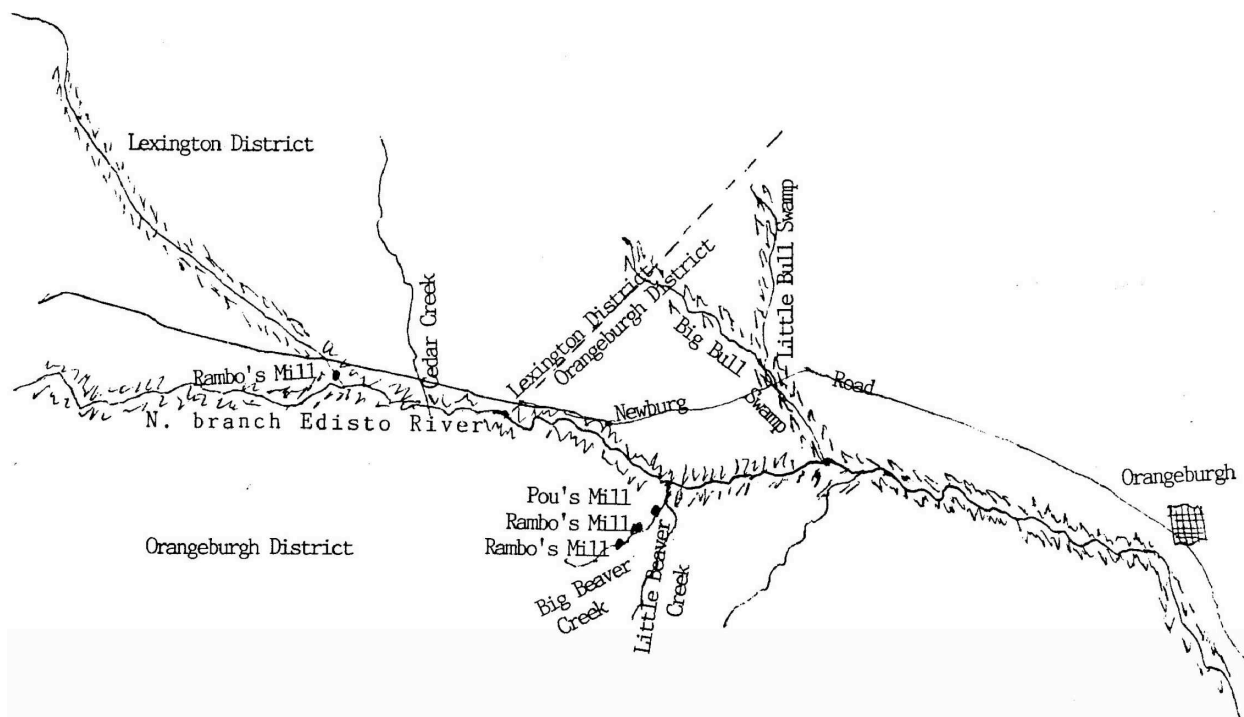 Lexington District
Cedar Creek
Lexington District
Orangeburgh District
Big Bull
Swamp
Little Bull Swamp
Rambo's Mill
N. branch Edisto River
Newburg
Road
Orangeburgh
Pou's Mill
Rambo's Mill
Rambo's Mill
Orangeburgh District
Big Beaver
Creek
Little Beaver
Creek